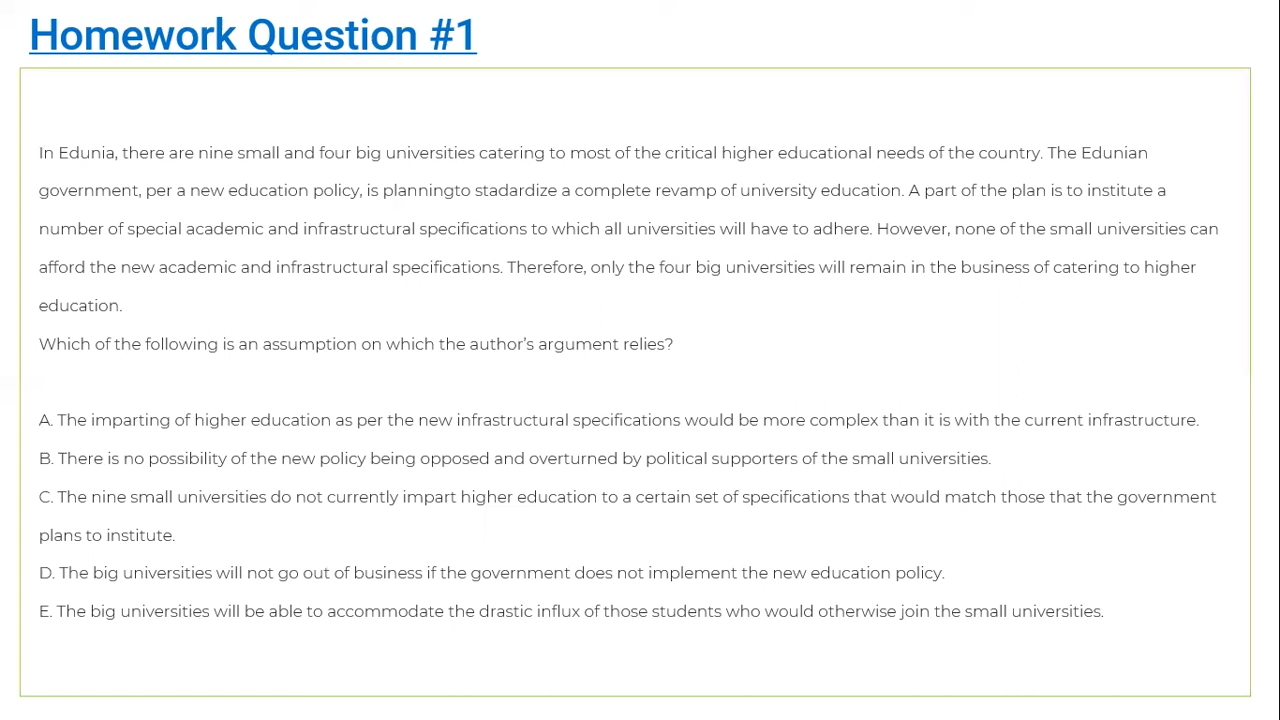 Homework Question #1
In Edunia, there are nine small and four big universities catering to most of the critical higher educational needs of the country. The Edunian
government, per a new education policy, is planningto stadardize a complete revamp of university education. A part of the plan is to institute a
number of special academic and infrastructural specifications to which all universities will have to adhere. However, none of the small universities can
afford the new academic and infrastructural specifications. Therefore, only the four big universities will remain in the business of catering to higher
education.
Which of the following is an assumption on which the author’s argument relies?
A. The imparting of higher education as per the new infrastructural specifications would be more complex than it is with the current infrastructure.
B. There is no possibility of the new policy being opposed and overturned by political supporters of the small universities.
C. The nine small universities do not currently impart higher education to a certain set of specifications that would match those that the government
plans to institute.
D. The big universities will not go out of business if the government does not implement the new education policy.
E. The big universities will be able to accommodate the drastic influx of those students who would otherwise join the small universities.